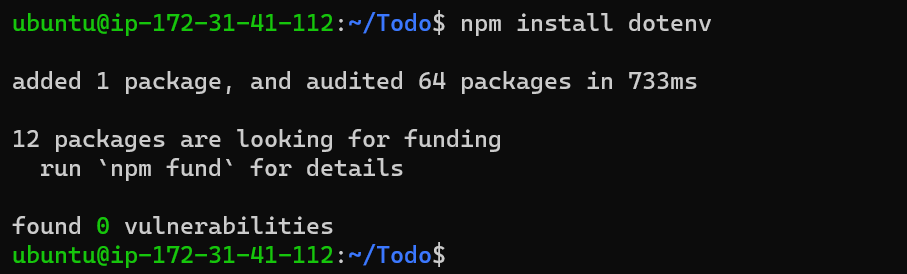 ubuntu@ip-172-31-41-112:~/Todo$ npm install dotenv
added 1 package, and audited 64 packages in 733ms
12 packages are looking for funding
  run `npm fund` for details
found 0 vulnerabilities
ubuntu@ip-172-31-41-112:~/Todo$